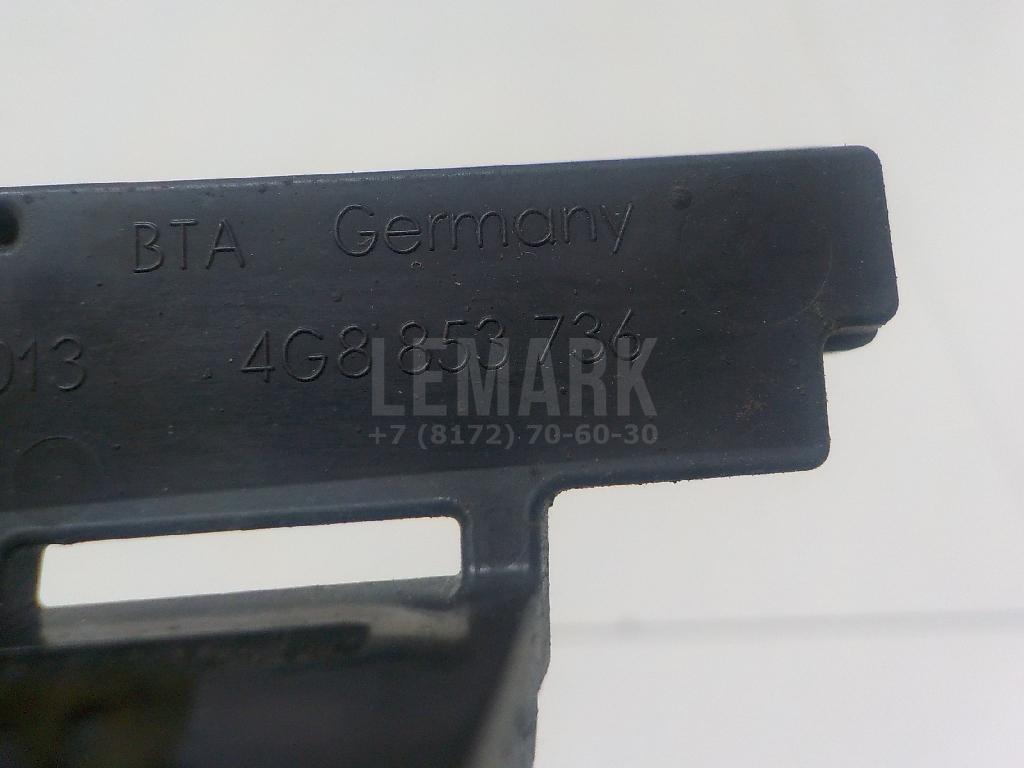 BTA Germany
013 4G8 853 736
LEMARK
+7 (8172) 70-60-30